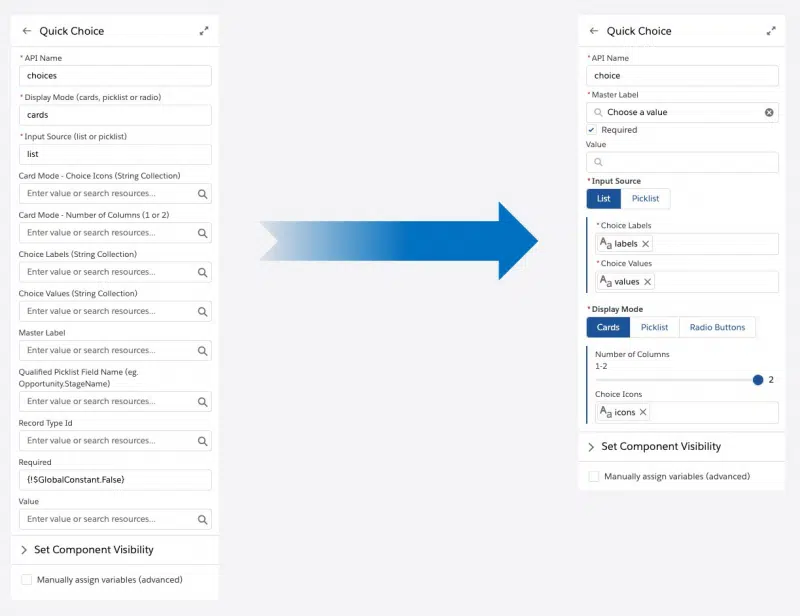 Quick Choice
* API Name
choices
* Display Mode (cards, picklist or radio)
cards
* Input Source (list or picklist)
list
Card Mode - Choice Icons (String Collection)
Enter value or search resources...
Card Mode - Number of Columns (1 or 2)
Enter value or search resources...
Choice Labels (String Collection)
Enter value or search resources...
Choice Values (String Collection)
Enter value or search resources...
Master Label
Enter value or search resources...
Qualified Picklist Field Name (eg.
Opportunity.StageName)
Enter value or search resources...
Record Type Id
Enter value or search resources...
Required
{!$GlobalConstant.False}
Value
Enter value or search resources...
Set Component Visibility
Manually assign variables (advanced)
Quick Choice
* API Name
choice
* Master Label
Choose a value
Required
Value
* Input Source
List Picklist
* Choice Labels
Aa labels
* Choice Values
Aa values
* Display Mode
Cards Picklist Radio Buttons
Number of Columns
1-2
2
Choice Icons
Aa icons
Set Component Visibility
Manually assign variables (advanced)